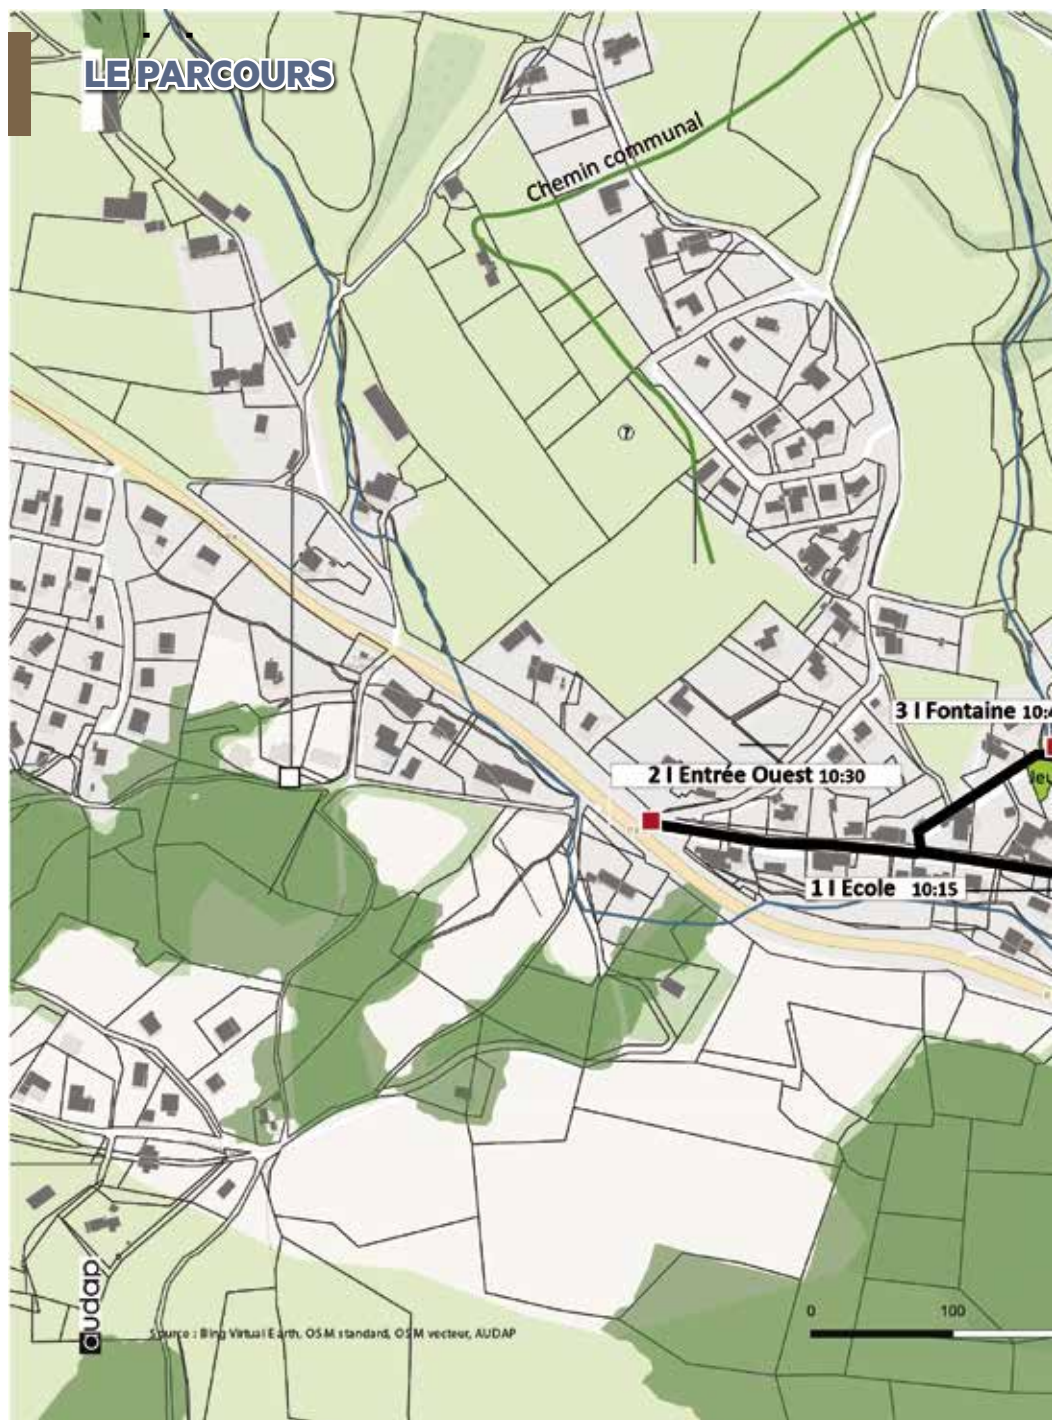 LE PARCOURS
Chemin communal
?
3 I Fontaine
2 I Entrée Ouest 10:30
1 I Ecole 10:15
0 100
audap
Source : Bing Virtual Earth, OSM standard, OSM vecteur, AUDAP